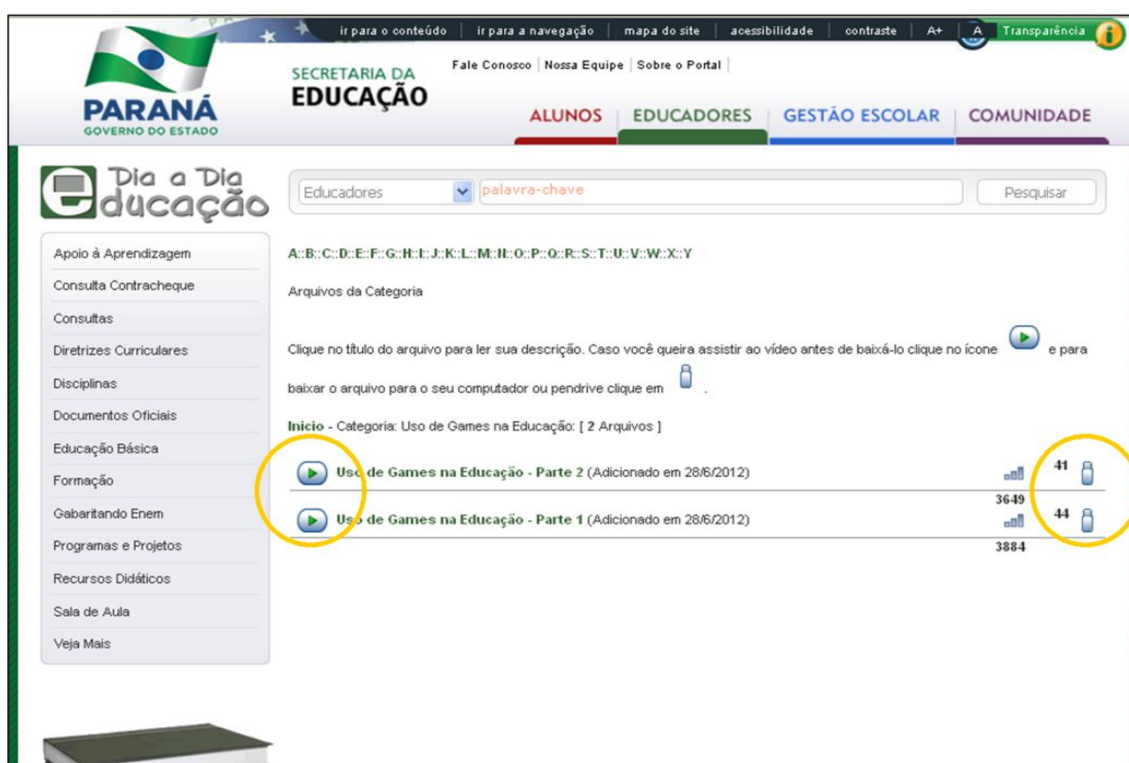 ir para o conteúdo | ir para a navegação | mapa do site | acessibilidade | contraste | A+ | A Transparência i
Fale Conosco | Nossa Equipe | Sobre o Portal |
SECRETARIA DA
EDUCAÇÃO
PARANÁ
GOVERNO DO ESTADO
ALUNOS | EDUCADORES | GESTÃO ESCOLAR | COMUNIDADE
Dia a Dia
educação
Educadores palavra-chave Pesquisar
Apoio à Aprendizagem
Consulta Contracheque
Consultas
Diretrizes Curriculares
Disciplinas
Documentos Oficiais
Educação Básica
Formação
Gabaritando Enem
Programas e Projetos
Recursos Didáticos
Sala de Aula
Veja Mais
A::B::C::D::E::F::G::H::I::J::K::L::M::N::O::P::Q::R::S::T::U::V::W::X::Y
Arquivos da Categoria
Clique no título do arquivo para ler sua descrição. Caso você queira assistir ao vídeo antes de baixá-lo clique no ícone e para
baixar o arquivo para o seu computador ou pendrive clique em .
Inicio - Categoria: Uso de Games na Educação: [ 2 Arquivos ]
Uso de Games na Educação - Parte 2 (Adicionado em 28/6/2012) 41
3649
Uso de Games na Educação - Parte 1 (Adicionado em 28/6/2012) 44
3884